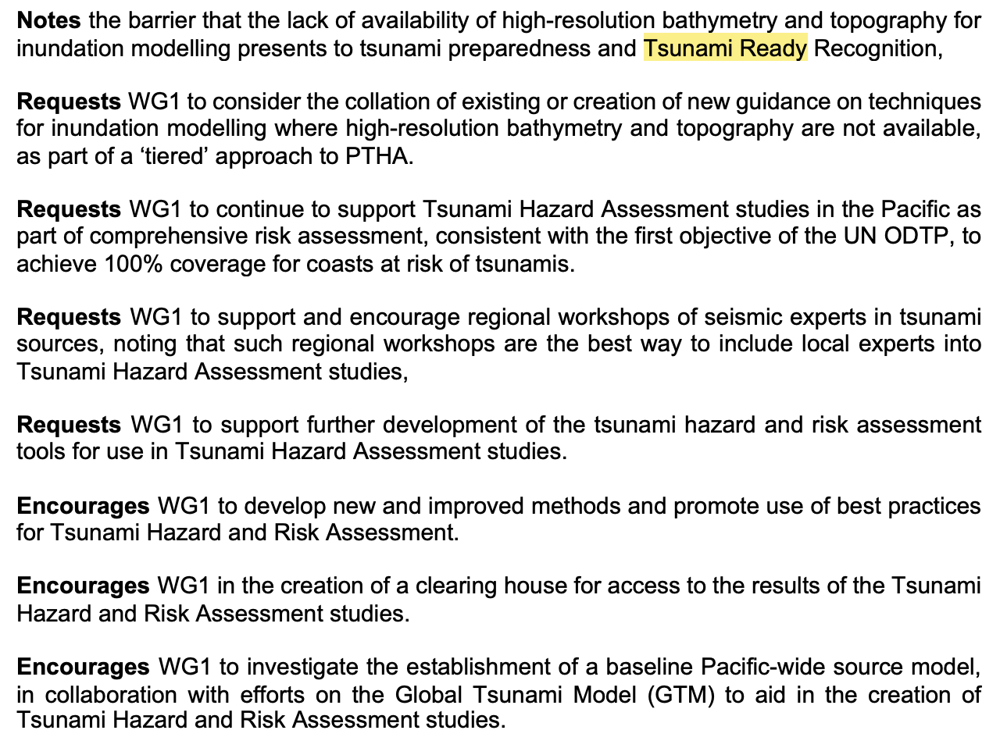 Notes the barrier that the lack of availability of high-resolution bathymetry and topography for
inundation modelling presents to tsunami preparedness and Tsunami Ready Recognition,
Requests WG1 to consider the collation of existing or creation of new guidance on techniques
for inundation modelling where high-resolution bathymetry and topography are not available,
as part of a ‘tiered’ approach to PTHA.
Requests WG1 to continue to support Tsunami Hazard Assessment studies in the Pacific as
part of comprehensive risk assessment, consistent with the first objective of the UN ODTP, to
achieve 100% coverage for coasts at risk of tsunamis.
Requests WG1 to support and encourage regional workshops of seismic experts in tsunami
sources, noting that such regional workshops are the best way to include local experts into
Tsunami Hazard Assessment studies,
Requests WG1 to support further development of the tsunami hazard and risk assessment
tools for use in Tsunami Hazard Assessment studies.
Encourages WG1 to develop new and improved methods and promote use of best practices
for Tsunami Hazard and Risk Assessment.
Encourages WG1 in the creation of a clearing house for access to the results of the Tsunami
Hazard and Risk Assessment studies.
Encourages WG1 to investigate the establishment of a baseline Pacific-wide source model,
in collaboration with efforts on the Global Tsunami Model (GTM) to aid in the creation of
Tsunami Hazard and Risk Assessment studies.